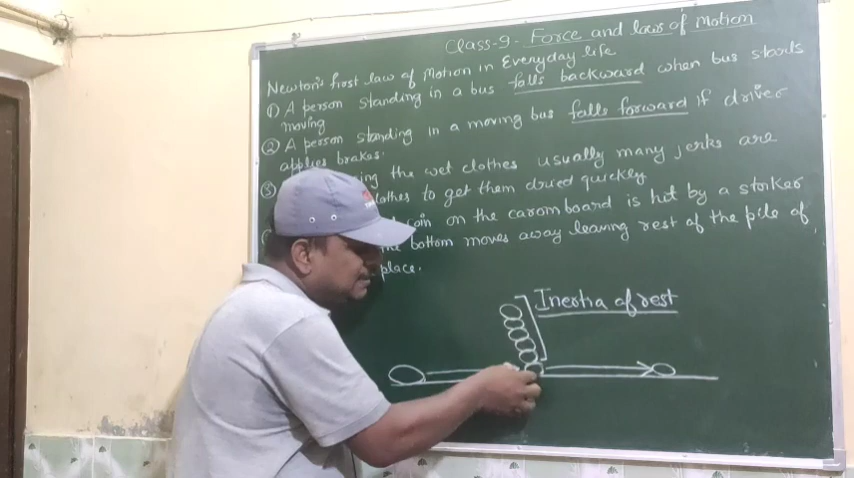 Class-9- Force and laws of Motion
Newton's first law of Motion in Everyday life
① A person standing in a bus falls backward when bus starts
moving
② A person standing in a moving bus falls forward if driver
applies brakes.
③ the wet clothes usually many jerks are
clothes to get them dried quickly
coin on the caromboard is hit by a striker
the bottom moves away leaving rest of the pile of
place.
Inertia of rest